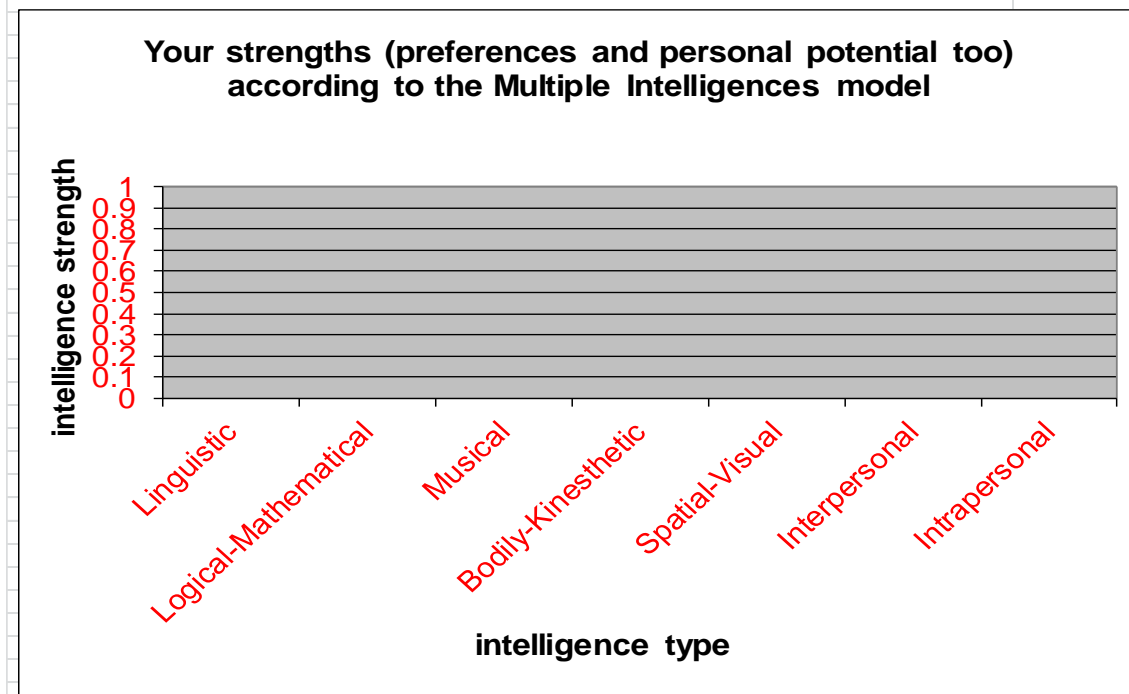 Your strengths (preferences and personal potential too)
according to the Multiple Intelligences model
intelligence strength
1
0.9
0.8
0.7
0.6
0.5
0.4
0.3
0.2
0.1
0
Linguistic
Logical-Mathematical
Musical
Bodily-Kinesthetic
Spatial-Visual
Interpersonal
Intrapersonal
intelligence type